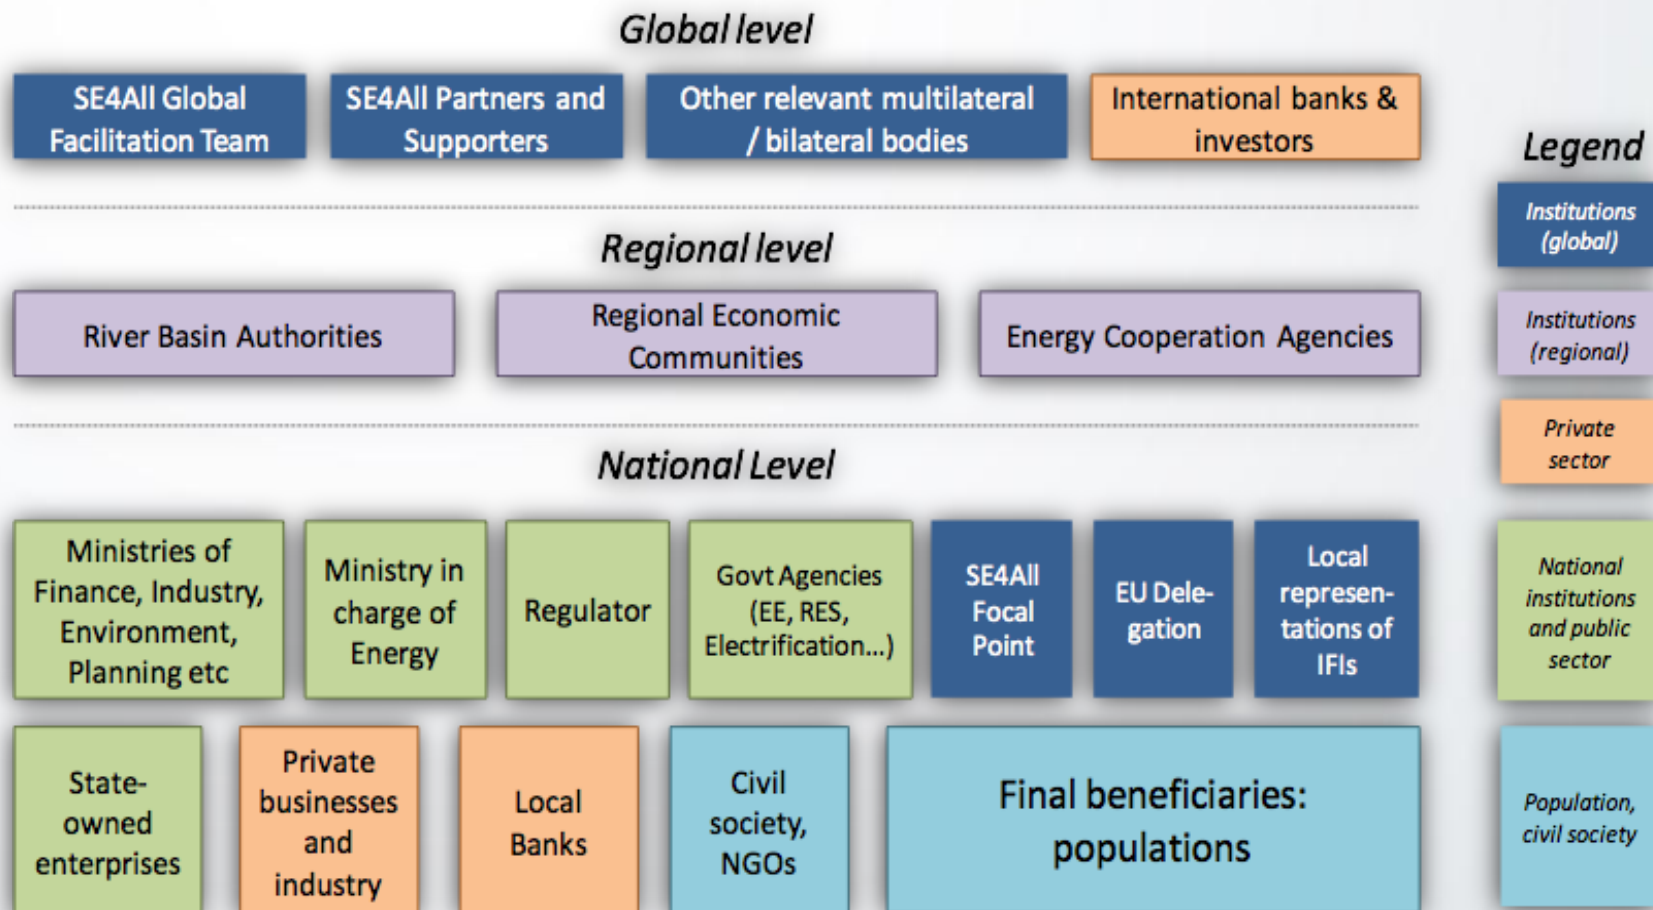 Global level
SE4All Global
Facilitation Team
SE4All Partners and
Supporters
Other relevant multilateral
/ bilateral bodies
International banks &
investors
Legend
Institutions
(global)
Regional level
River Basin Authorities
Regional Economic
Communities
Energy Cooperation Agencies
Institutions
(regional)
Private
sector
National Level
Ministries of
Finance, Industry,
Environment,
Planning etc
Ministry in
charge of
Energy
Regulator
Govt Agencies
(EE, RES,
Electrification...)
SE4All
Focal
Point
EU Dele-
gation
Local
represen-
tations of
IFIs
National
institutions
and public
sector
State-
owned
enterprises
Private
businesses
and
industry
Local
Banks
Civil
society,
NGOs
Final beneficiaries:
populations
Population,
civil society